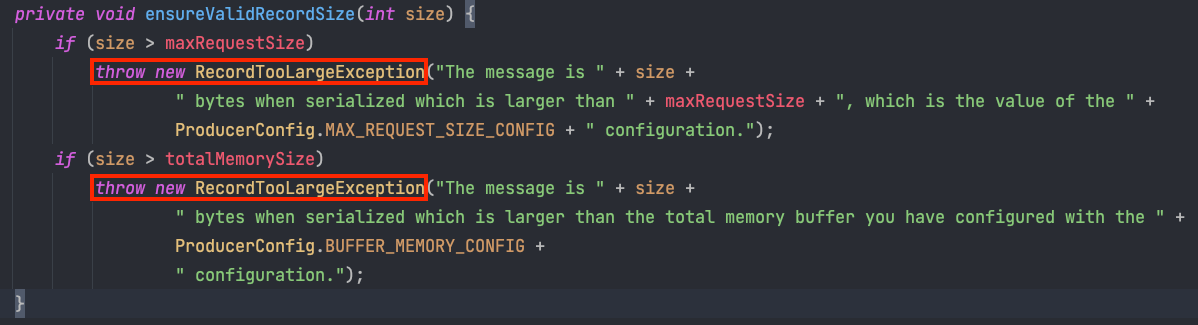 private void ensureValidRecordSize(int size) {
if (size > maxRequestSize)
throw new RecordTooLargeException("The message is " + size +
" bytes when serialized which is larger than " + maxRequestSize + ", which is the value of the " +
ProducerConfig.MAX_REQUEST_SIZE_CONFIG + " configuration.");
if (size > totalMemorySize)
throw new RecordTooLargeException("The message is " + size +
" bytes when serialized which is larger than the total memory buffer you have configured with the " +
ProducerConfig.BUFFER_MEMORY_CONFIG +
" configuration.");
}